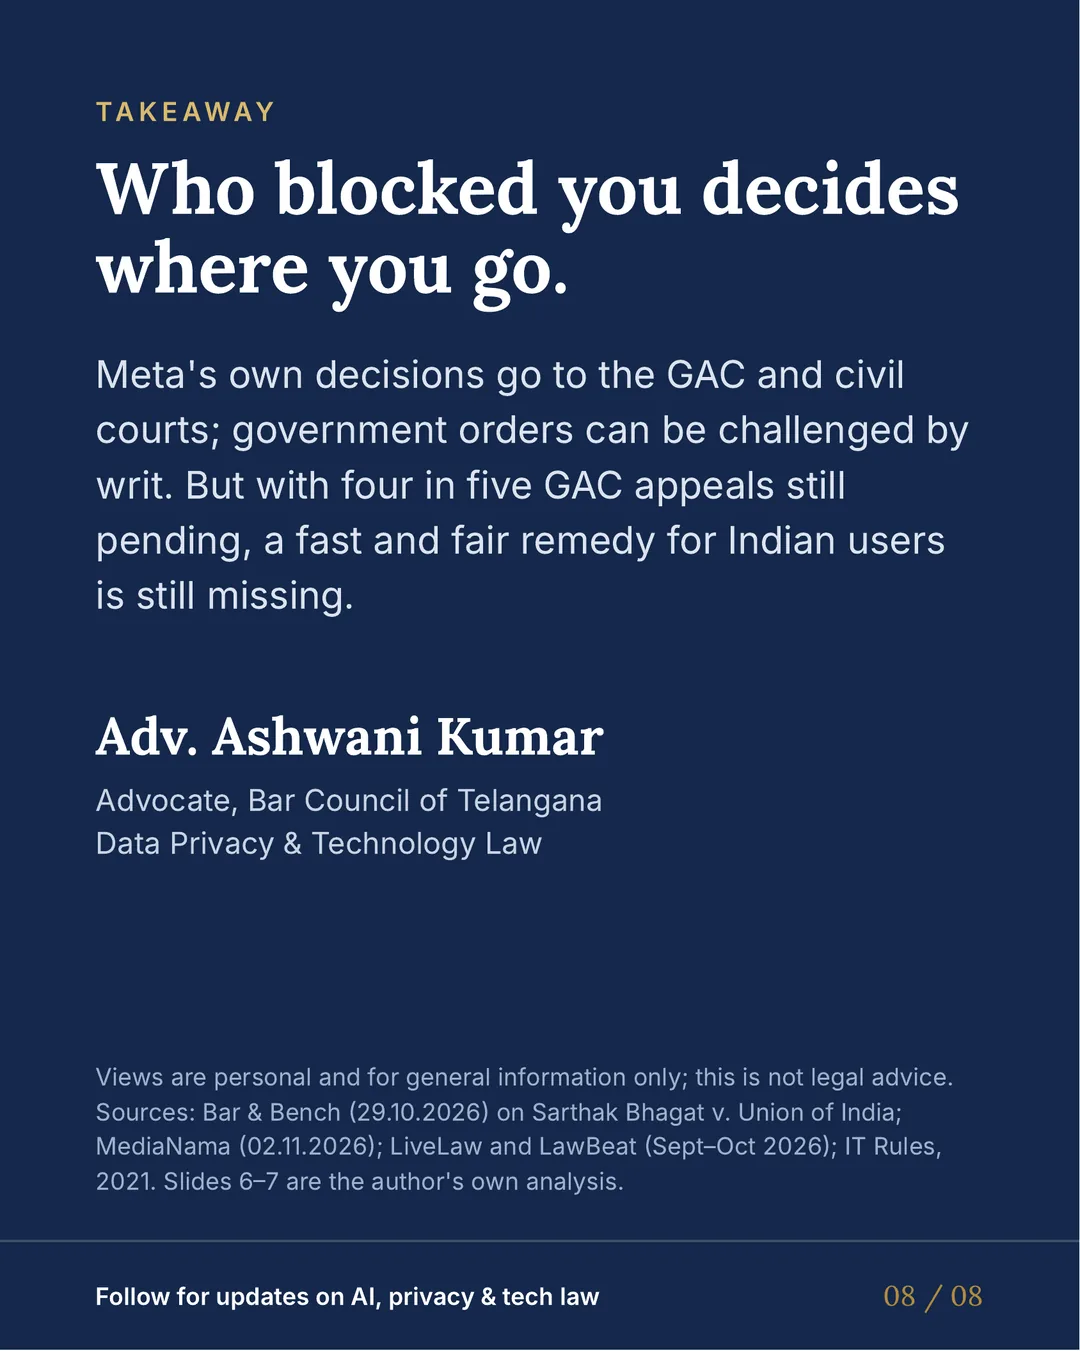 TAKEAWAY
Who blocked you decides
where you go.
Meta's own decisions go to the GAC and civil
courts; government orders can be challenged by
writ. But with four in five GAC appeals still
pending, a fast and fair remedy for Indian users
is still missing.
Adv. Ashwani Kumar
Advocate, Bar Council of Telangana
Data Privacy & Technology Law
Views are personal and for general information only; this is not legal advice.
Sources: Bar & Bench (29.10.2026) on Sarthak Bhagat v. Union of India;
MediaNama (02.11.2026); LiveLaw and LawBeat (Sept–Oct 2026); IT Rules,
2021. Slides 6–7 are the author's own analysis.
Follow for updates on AI, privacy & tech law
08 / 08